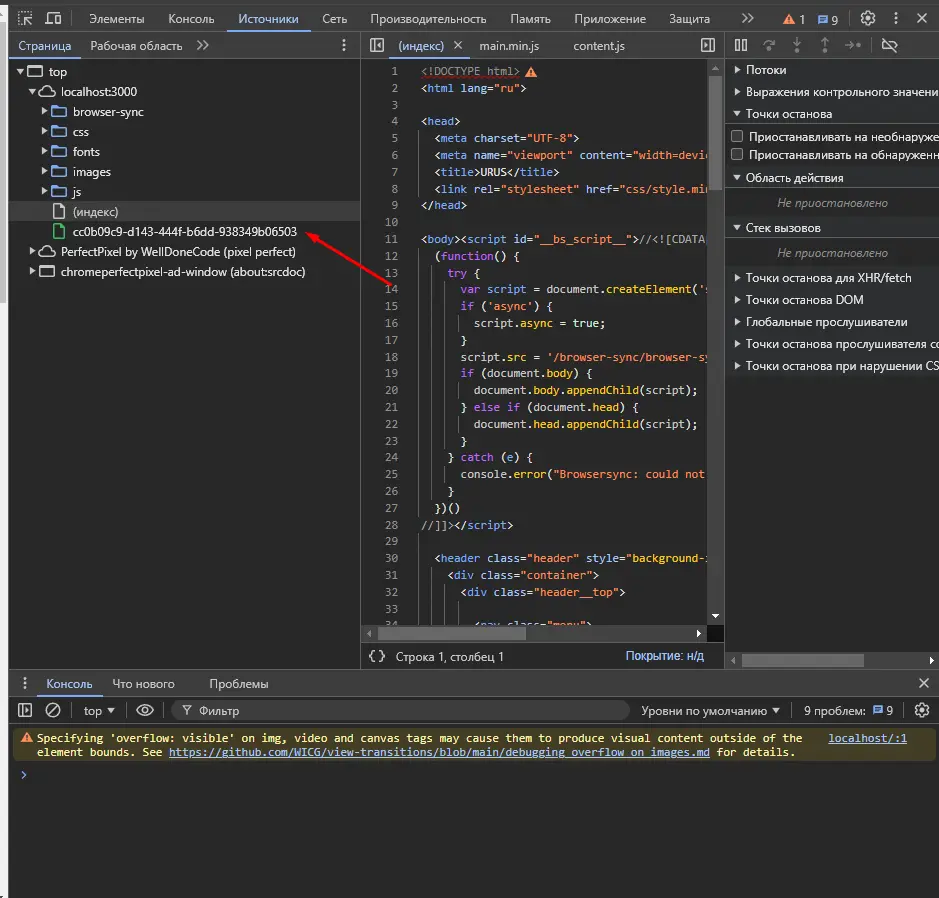 Элементы Консоль Источники Сеть Производительность Память Приложение Защита 1 9
Страница Рабочая область
(индекс) main.min.js content.js
top
localhost:3000
browser-sync
css
fonts
images
js
(индекс)
cc0b09c9-d143-444f-b6dd-938349b06503
PerfectPixel by WellDoneCode (pixel perfect)
chromeperfectpixel-ad-window (about:srcdoc)
1 <!DOCTYPE html>
2 <html lang="ru">
3
4 <head>
5 <meta charset="UTF-8">
6 <meta name="viewport" content="width=devi
7 <title>URUS</title>
8 <link rel="stylesheet" href="css/style.mi
9 </head>
10
11 <body><script id="__bs_script__">//<![CDATA
12 (function() {
13 try {
14 var script = document.createElement('
15 if ('async') {
16 script.async = true;
17 }
18 script.src = '/browser-sync/browser-sy
19 if (document.body) {
20 document.body.appendChild(script);
21 } else if (document.head) {
22 document.head.appendChild(script);
23 }
24 } catch (e) {
25 console.error("Browsersync: could not
26 }
27 })()
28 //]]></script>
29
30 <header class="header" style="background-
31 <div class="container">
32 <div class="header__top">
33
34 <nav class="menu">
{} Строка 1, столбец 1 Покрытие: н/д
Потоки
Выражения контрольного значени
Точки останова
Приостанавливать на необнаруже
Приостанавливать на обнаруженн
Область действия
Не приостановлено
Стек вызовов
Не приостановлено
Точки останова для XHR/fetch
Точки останова DOM
Глобальные прослушиватели
Точки останова прослушивателя со
Точки останова при нарушении CS
Консоль Что нового Проблемы
top Фильтр Уровни по умолчанию 9 проблем: 9
Specifying 'overflow: visible' on img, video and canvas tags may cause them to produce visual content outside of the localhost/:1
element bounds. See https://github.com/WICG/view-transitions/blob/main/debugging_overflow_on_images.md for details.